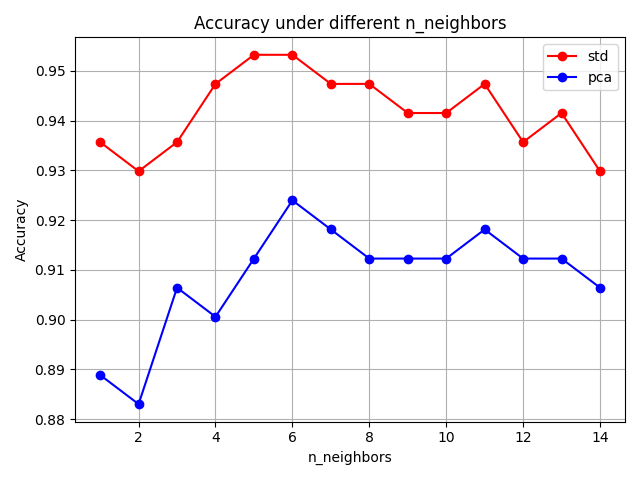 Accuracy under different n_neighbors
std
pca
0.95
0.94
0.93
0.92
0.91
0.90
0.89
0.88
Accuracy
2 4 6 8 10 12 14
n_neighbors